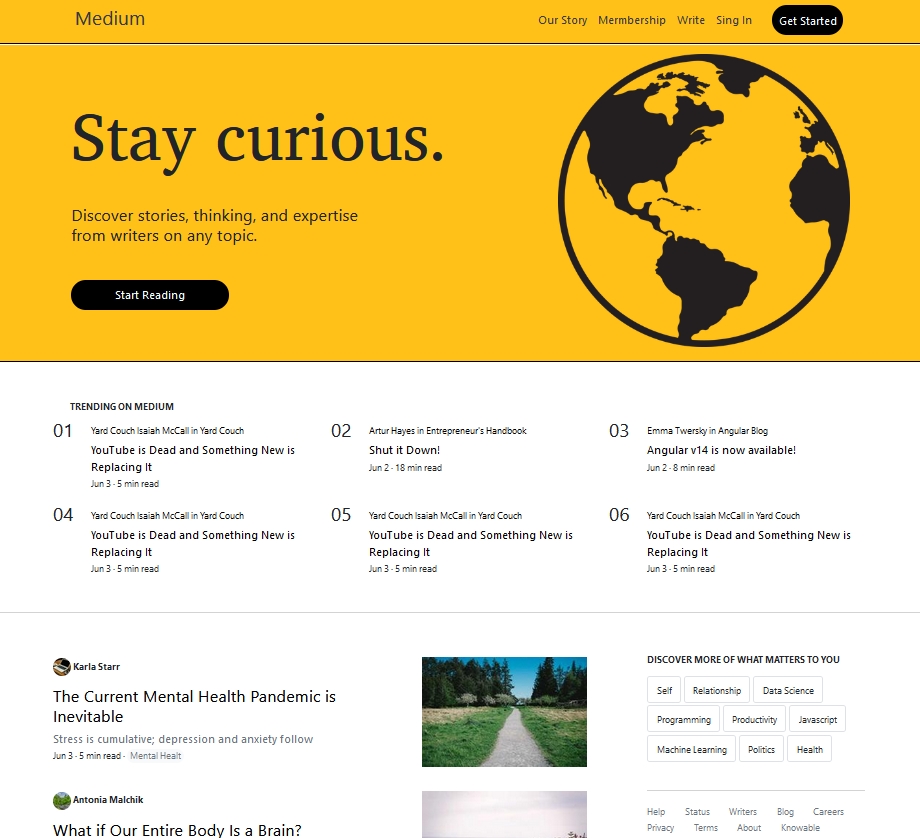 Medium
Our Story Mermbership Write Sing In Get Started
Stay curious.
Discover stories, thinking, and expertise
from writers on any topic.
Start Reading
TRENDING ON MEDIUM
01 Yard Couch Isaiah McCall in Yard Couch
YouTube is Dead and Something New is
Replacing It
Jun 3 · 5 min read
02 Artur Hayes in Entrepreneur's Handbook
Shut it Down!
Jun 2 · 18 min read
03 Emma Twersky in Angular Blog
Angular v14 is now available!
Jun 2 · 8 min read
04 Yard Couch Isaiah McCall in Yard Couch
YouTube is Dead and Something New is
Replacing It
Jun 3 · 5 min read
05 Yard Couch Isaiah McCall in Yard Couch
YouTube is Dead and Something New is
Replacing It
Jun 3 · 5 min read
06 Yard Couch Isaiah McCall in Yard Couch
YouTube is Dead and Something New is
Replacing It
Jun 3 · 5 min read
Karla Starr
The Current Mental Health Pandemic is
Inevitable
Stress is cumulative; depression and anxiety follow
Jun 3 · 5 min read · Mental Healt
Antonia Malchik
What if Our Entire Body Is a Brain?
DISCOVER MORE OF WHAT MATTERS TO YOU
Self Relationship Data Science
Programming Productivity Javascript
Machine Learning Politics Health
Help Status Writers Blog Careers
Privacy Terms About Knowable